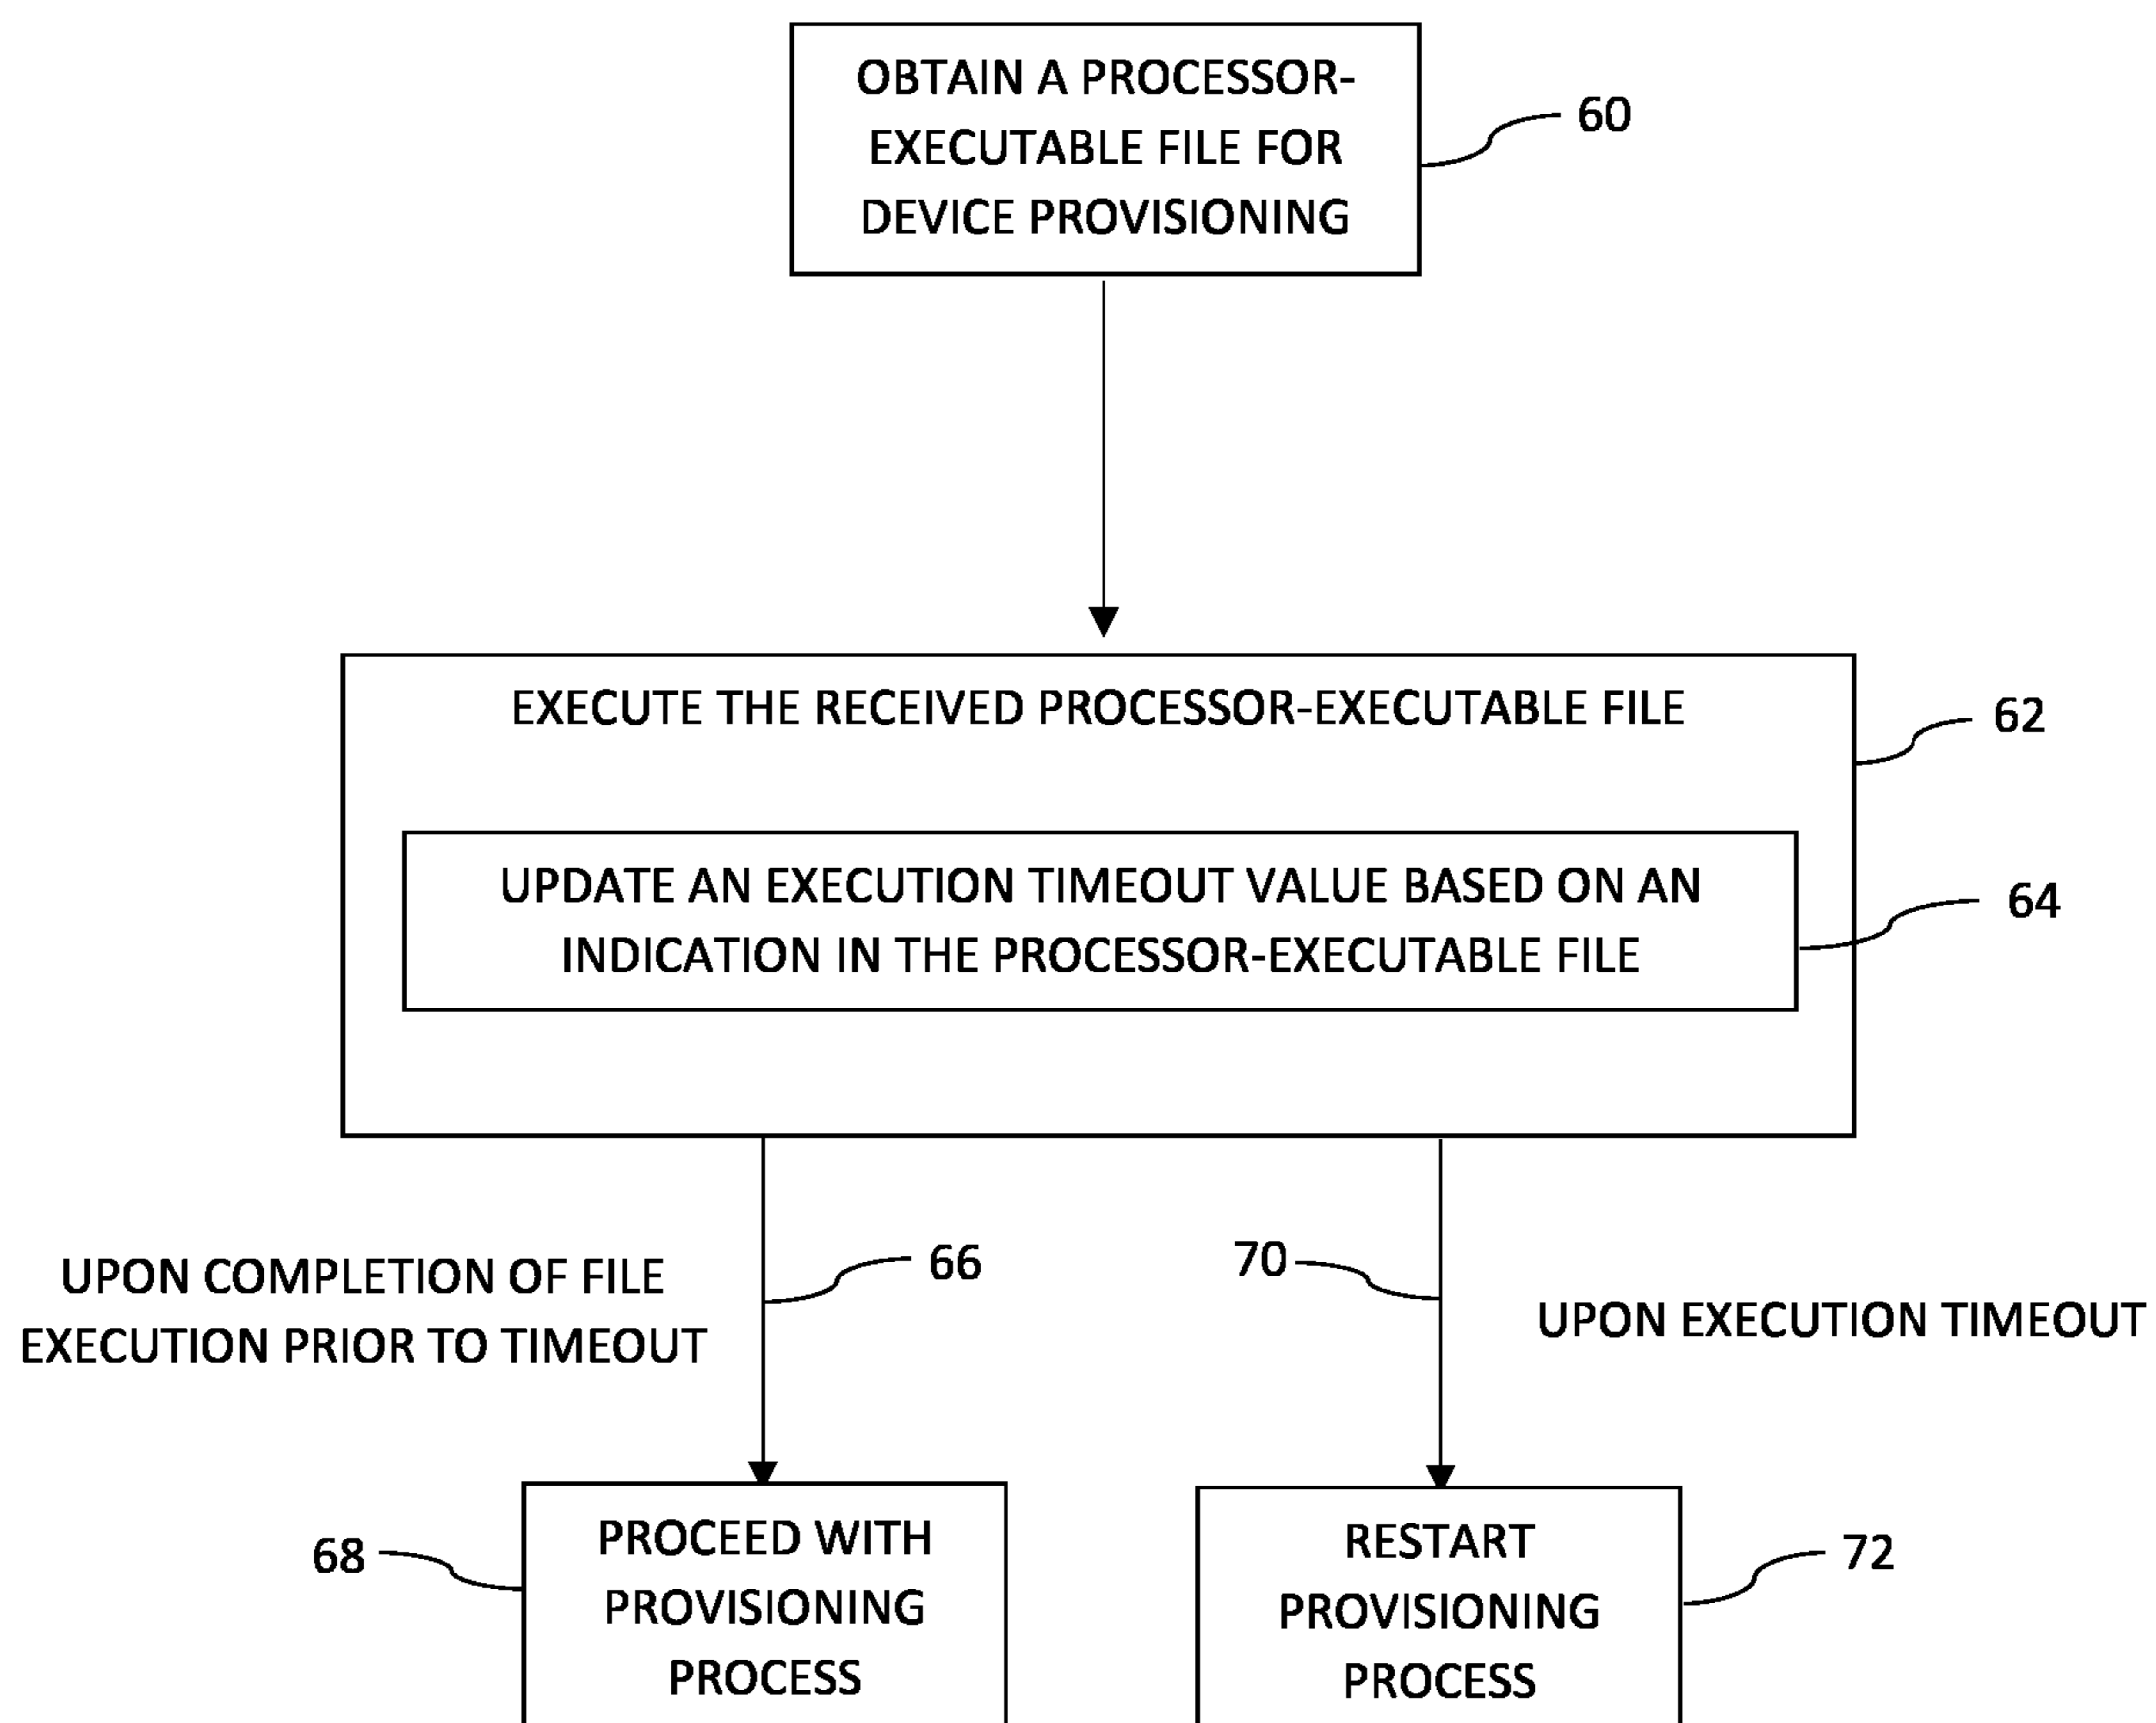 OBTAIN A PROCESSOR-
EXECUTABLE FILE FOR
DEVICE PROVISIONING
60
EXECUTE THE RECEIVED PROCESSOR-EXECUTABLE FILE
62
UPDATE AN EXECUTION TIMEOUT VALUE BASED ON AN
INDICATION IN THE PROCESSOR-EXECUTABLE FILE
64
UPON COMPLETION OF FILE
EXECUTION PRIOR TO TIMEOUT
66
70
UPON EXECUTION TIMEOUT
68
PROCEED WITH
PROVISIONING
PROCESS
RESTART
PROVISIONING
PROCESS
72